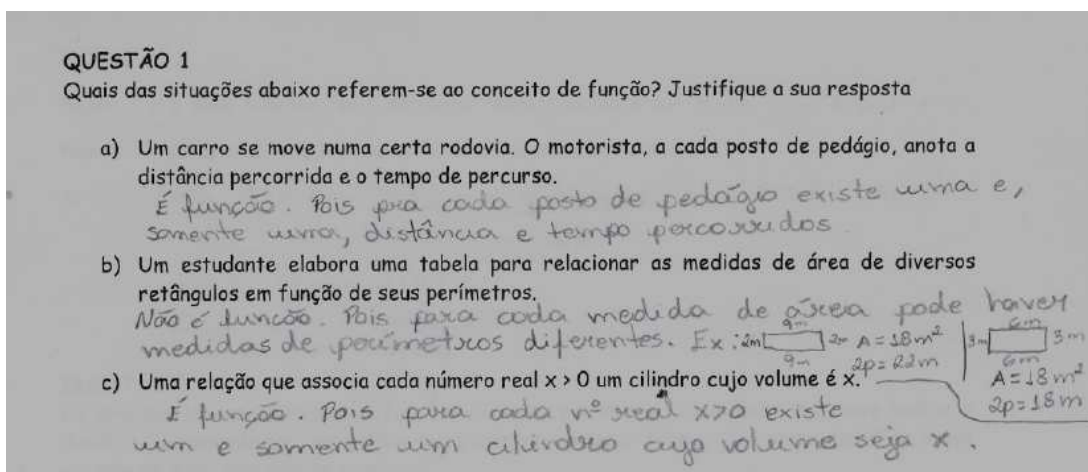 QUESTÃO 1
Quais das situações abaixo referem-se ao conceito de função? Justifique a sua resposta
a) Um carro se move numa certa rodovia. O motorista, a cada posto de pedágio, anota a
distância percorrida e o tempo de percurso.
É função. Pois pra cada posto de pedágio existe uma e,
somente uma, distância e tempo percorridos
b) Um estudante elabora uma tabela para relacionar as medidas de área de diversos
retângulos em função de seus perímetros.
Não é função. Pois para cada medida de área pode haver
medidas de perímetros diferentes. Ex: 2m 9m 2m 9m A = 18m² 2p = 22m
3m 6m 3m 6m A = 18m² 2p = 18m
c) Uma relação que associa cada número real x > 0 um cilindro cujo volume é x.
É função. Pois para cada nº real x>0 existe
um e somente um cilindro cujo volume seja x.